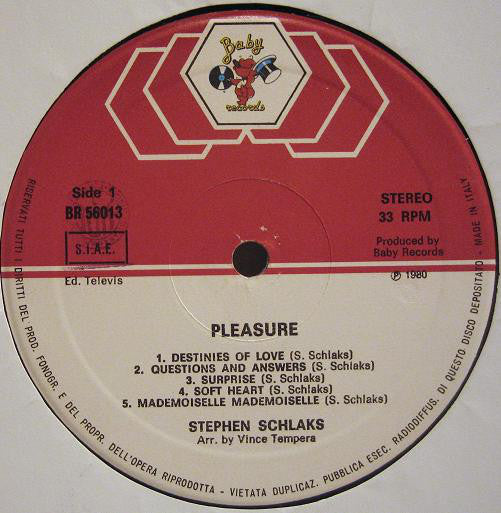 Baby
records
Side 1
BR 56013
S.I.A.E.
Ed. Televis
STEREO
33 RPM
Produced by
Baby Records
℗ 1980
PLEASURE
1. DESTINIES OF LOVE (S. Schlaks)
2. QUESTIONS AND ANSWERS (S. Schlaks)
3. SURPRISE (S. Schlaks)
4. SOFT HEART (S. Schlaks)
5. MADEMOISELLE MADEMOISELLE (S. Schlaks)
STEPHEN SCHLAKS
Arr. by Vince Tempera
RISERVATI TUTTI I DIRITTI DEL PROD. FONOGR. E DEL PROPR. DELL'OPERA RIPRODOTTA - VIETATA DUPLICAZ. PUBBLICA ESEC. RADIODIFFUS. DI QUESTO DISCO DEPOSITATO - MADE IN ITALY